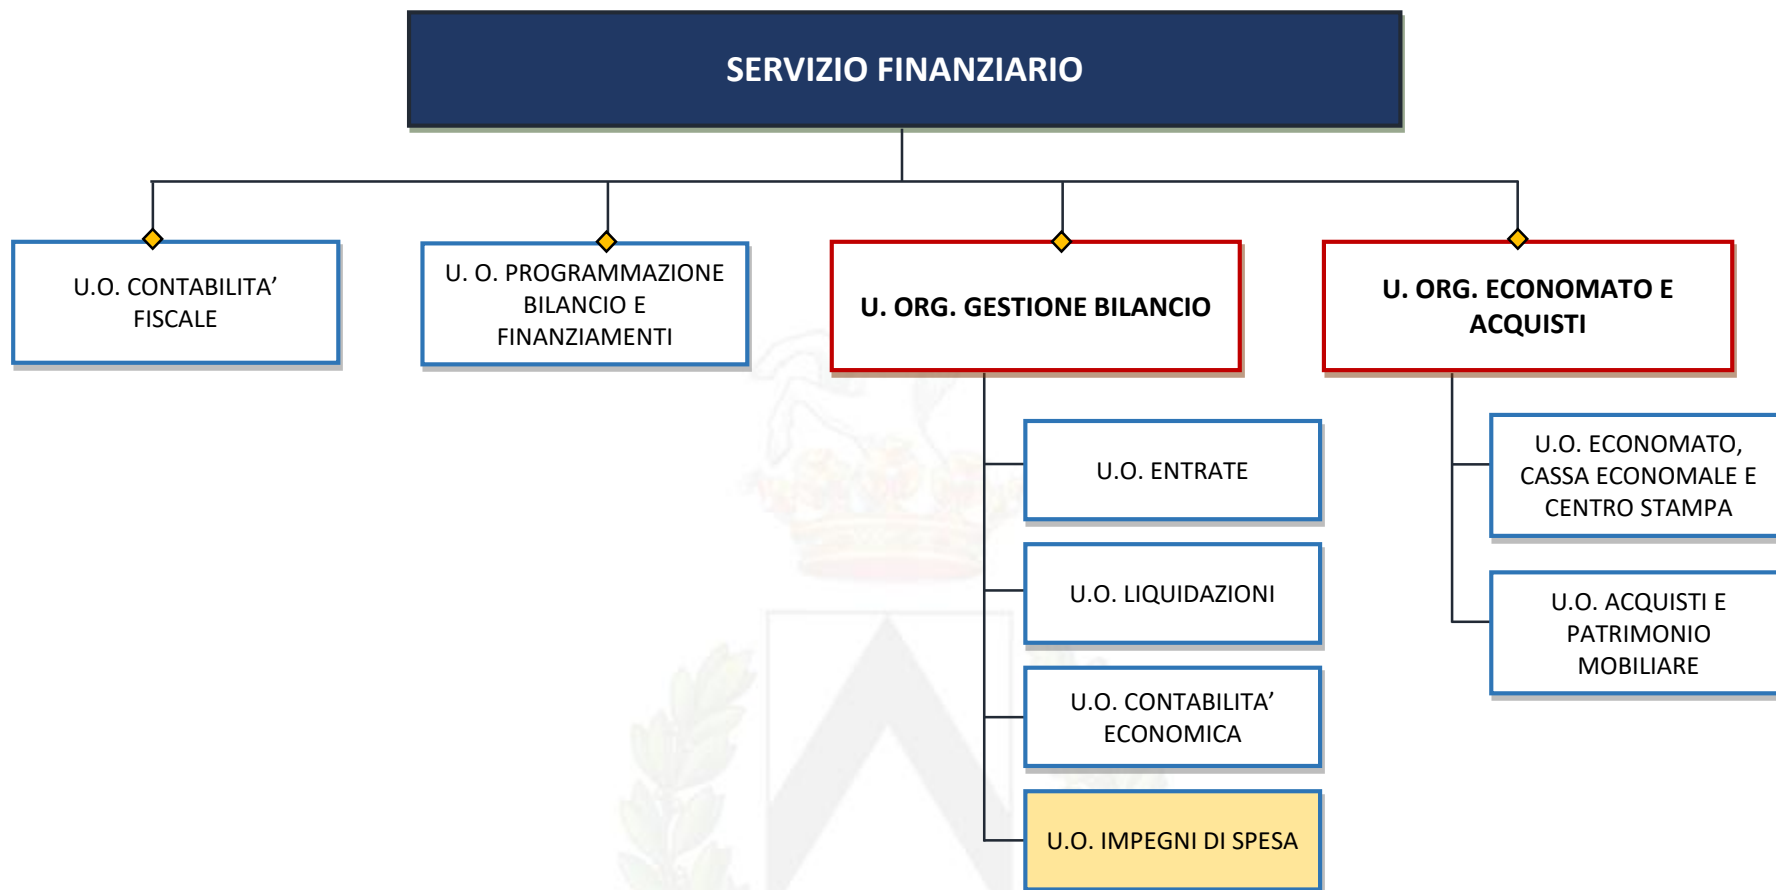 SERVIZIO FINANZIARIO
U.O. CONTABILITA’
FISCALE
U. O. PROGRAMMAZIONE
BILANCIO E
FINANZIAMENTI
U. ORG. GESTIONE BILANCIO
U. ORG. ECONOMATO E
ACQUISTI
U.O. ENTRATE
U.O. LIQUIDAZIONI
U.O. CONTABILITA’
ECONOMICA
U.O. IMPEGNI DI SPESA
U.O. ECONOMATO,
CASSA ECONOMALE E
CENTRO STAMPA
U.O. ACQUISTI E
PATRIMONIO
MOBILIARE